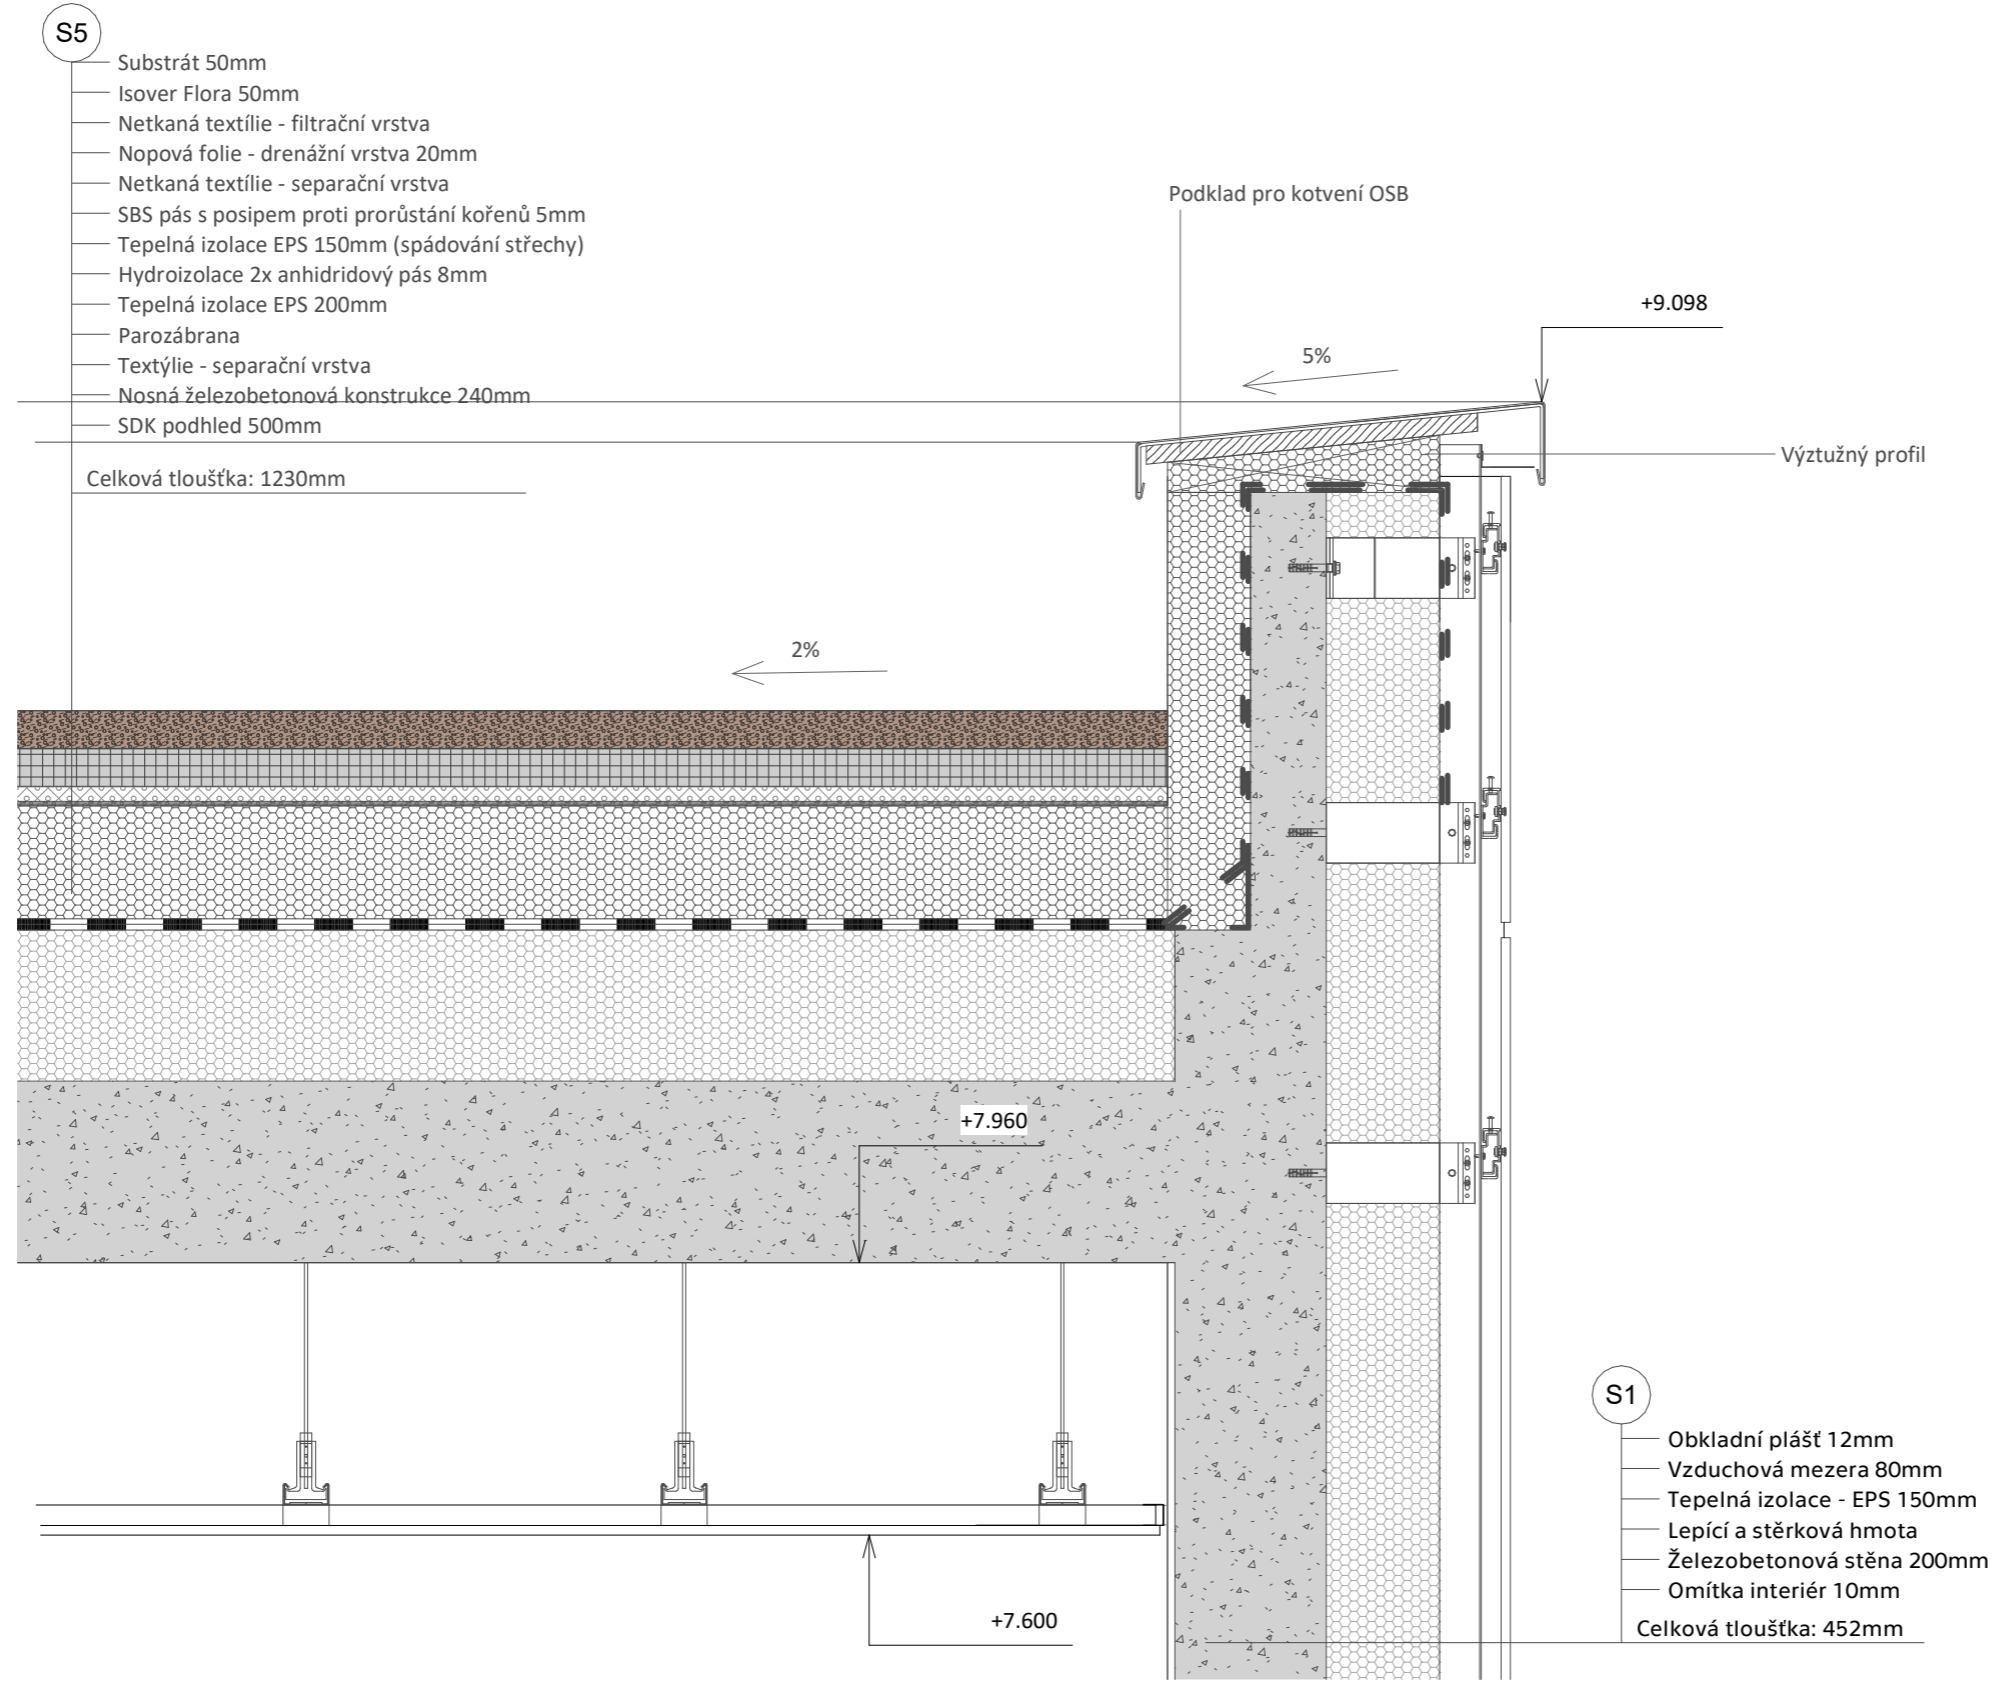 S5
Substrát 50mm
Isover Flora 50mm
Netkaná textílie - filtrační vrstva
Nopová folie - drenážní vrstva 20mm
Netkaná textílie - separační vrstva
SBS pás s posipem proti prorůstání kořenů 5mm
Tepelná izolace EPS 150mm (spádování střechy)
Hydroizolace 2x anhidridový pás 8mm
Tepelná izolace EPS 200mm
Parozábrana
Textýlie - separační vrstva
Nosná železobetonová konstrukce 240mm
SDK podhled 500mm
Celková tloušťka: 1230mm
Podklad pro kotvení OSB
+9.098
5%
Výztužný profil
2%
+7.960
+7.600
S1
Obkladní plášť 12mm
Vzduchová mezera 80mm
Tepelná izolace - EPS 150mm
Lepící a stěrková hmota
Železobetonová stěna 200mm
Omítka interiér 10mm
Celková tloušťka: 452mm